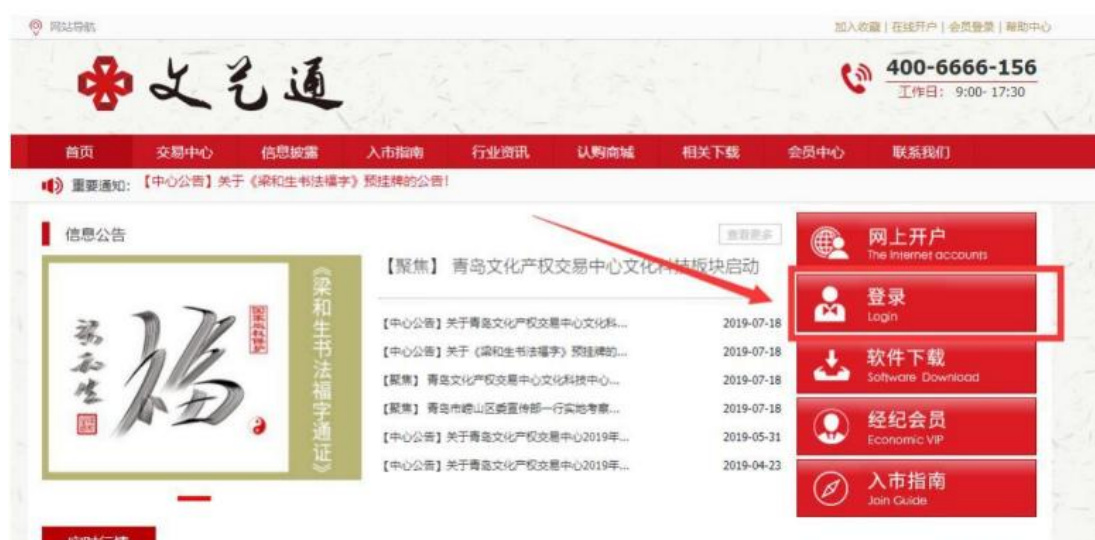 网站导航
加入收藏 | 在线开户 | 会员登录 | 帮助中心
文艺通
400-6666-156
工作日： 9:00- 17:30
首页 交易中心 信息披露 入市指南 行业资讯 认购商城 相关下载 会员中心 联系我们
重要通知: 【中心公告】关于《梁和生书法福字》预挂牌的公告!
信息公告
查看更多
《梁和生书法福字通证》
福
【聚焦】 青岛文化产权交易中心文化科技板块启动
【中心公告】关于青岛文化产权交易中心文化科... 2019-07-18
【中心公告】关于《梁和生书法福字》预挂牌的... 2019-07-18
【聚焦】 青岛文化产权交易中心文化科技中心... 2019-07-18
【聚焦】 青岛市崂山区委宣传部一行实地考察... 2019-07-18
【中心公告】关于青岛文化产权交易中心2019年... 2019-05-31
【中心公告】关于青岛文化产权交易中心2019年... 2019-04-23
网上开户
The Internet accounts
登录
Login
软件下载
Software Download
经纪会员
Economic VIP
入市指南
Join Guide